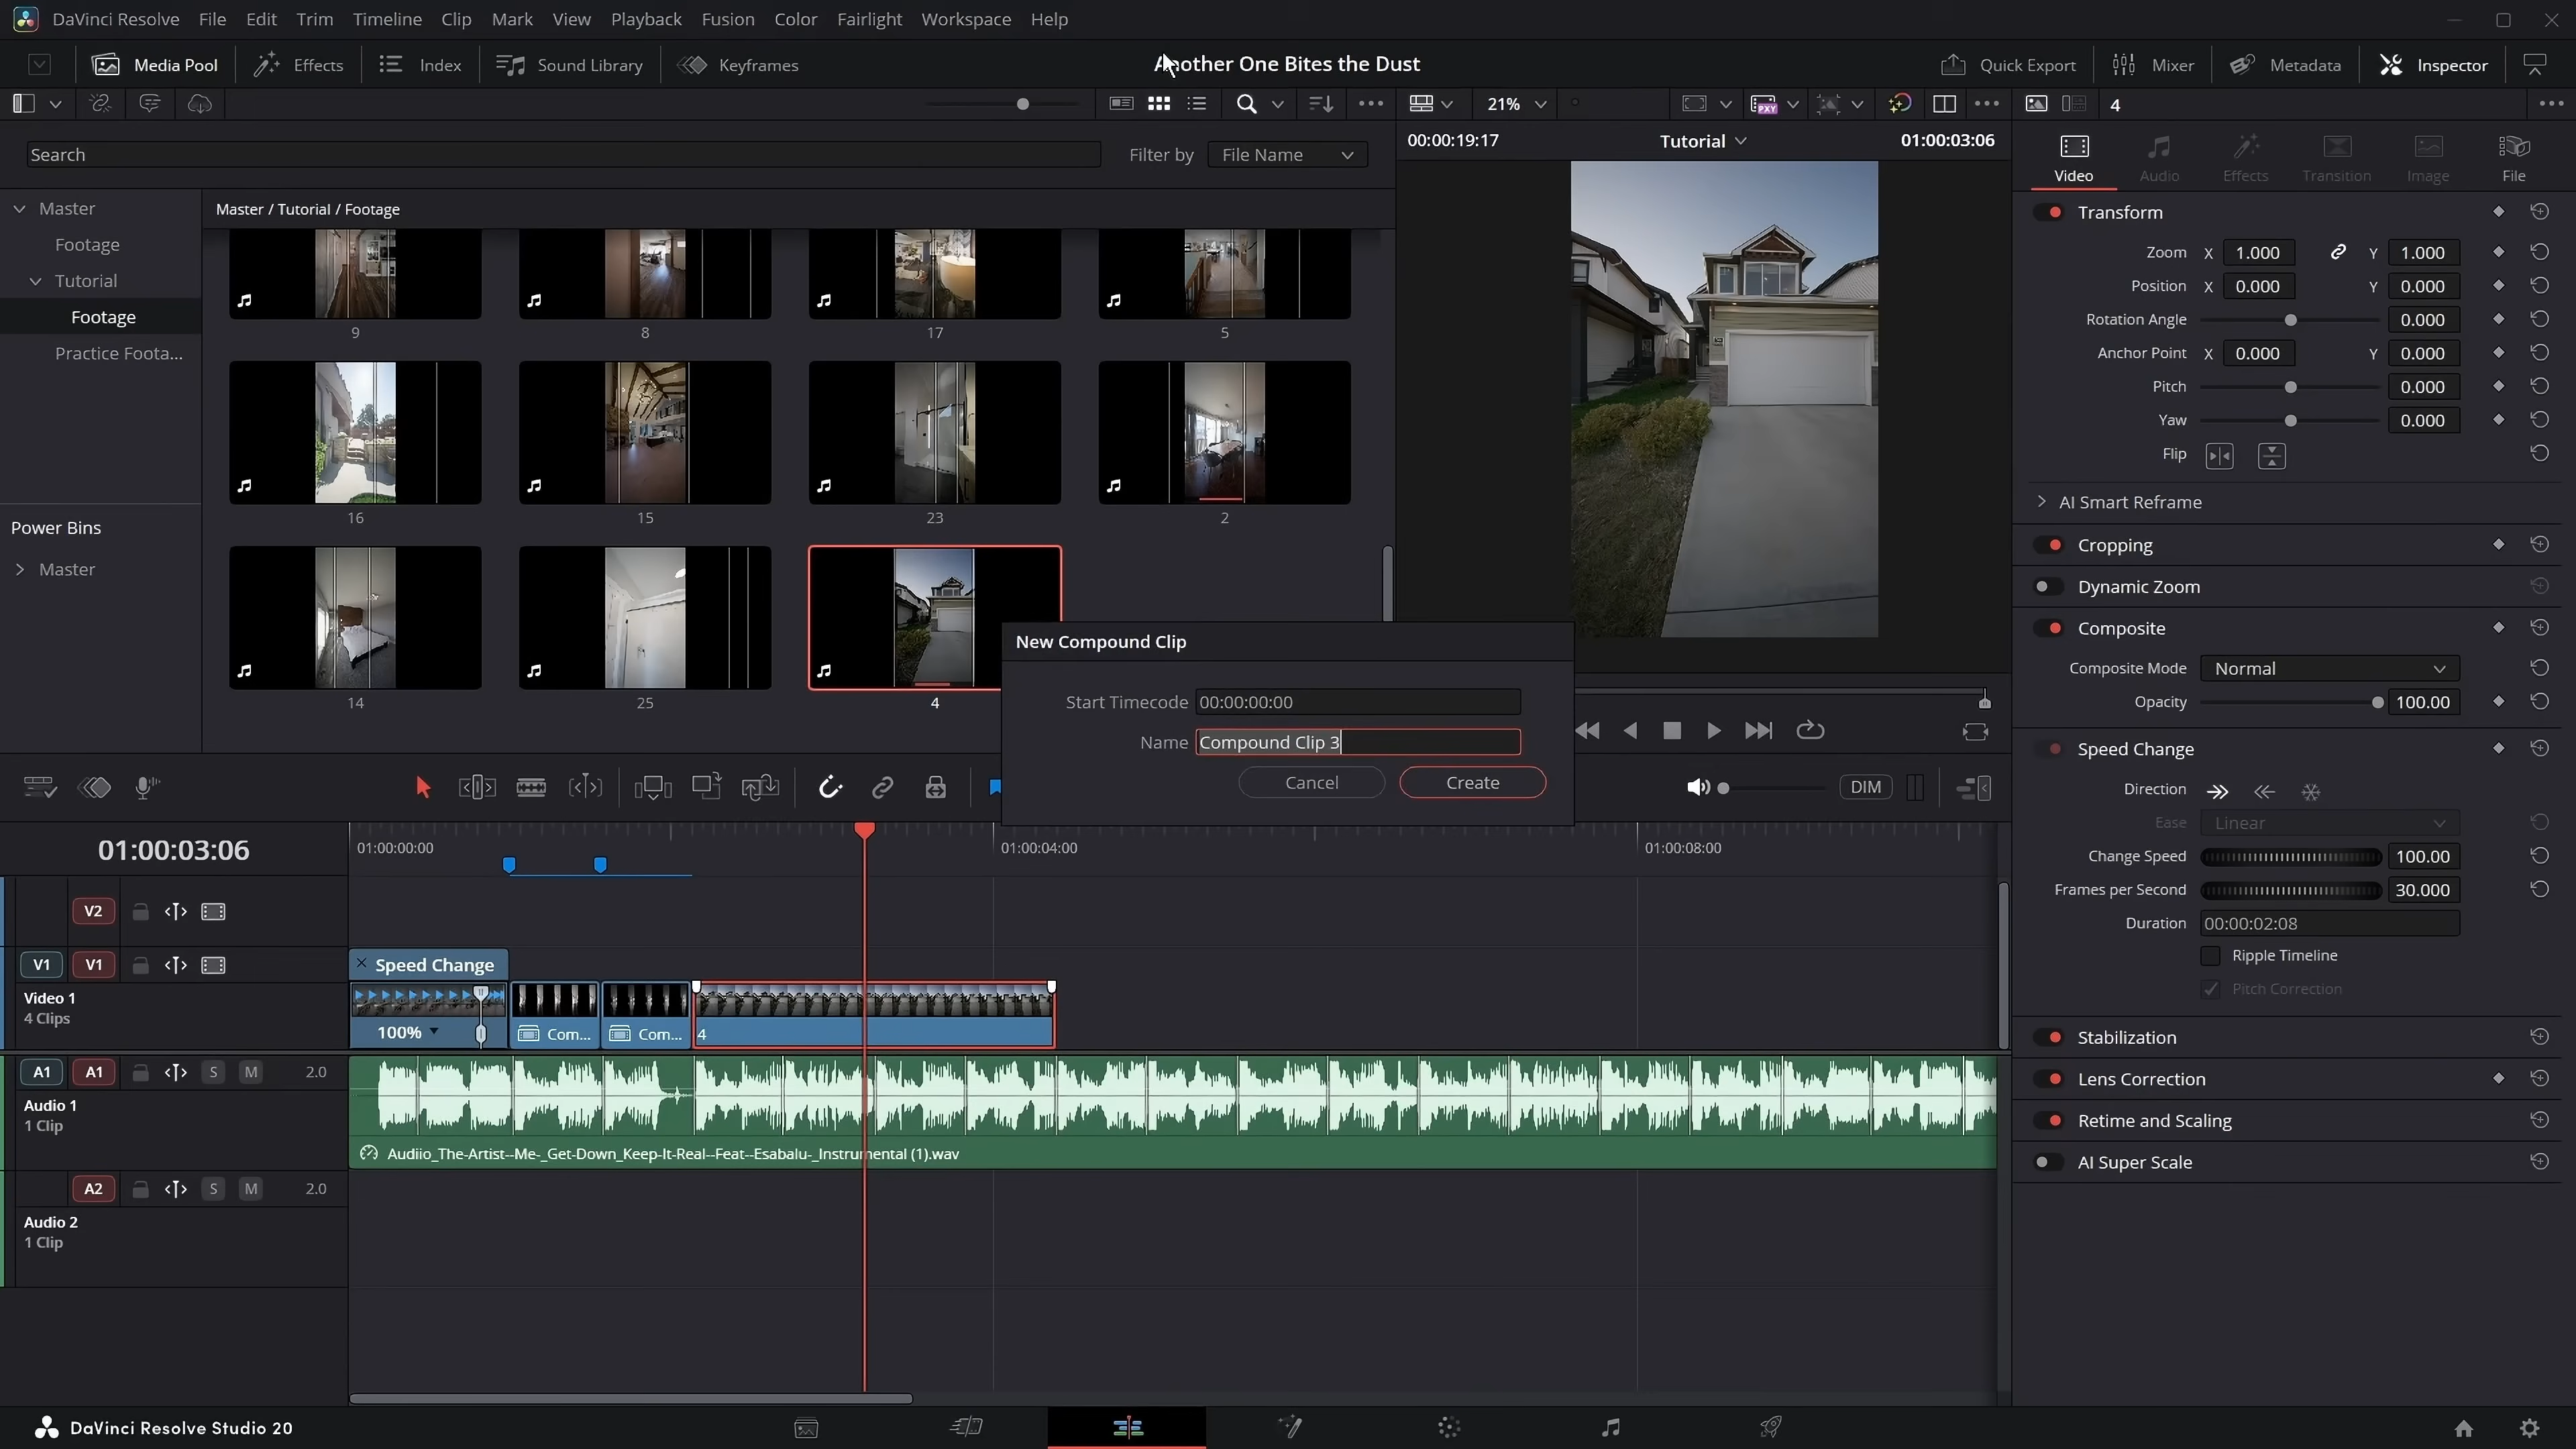 DaVinci Resolve File Edit Trim Timeline Clip Mark View Playback Fusion Color Fairlight Workspace Help
Media Pool Effects Index Sound Library Keyframes Another One Bites the Dust Quick Export Mixer Metadata Inspector
21% PXY 4
Search Filter by File Name
00:00:19:17 Tutorial 01:00:03:06
Video Audio Effects Transition Image File
Master
Footage
Tutorial
Footage
Practice Foota...
Power Bins
Master
Master / Tutorial / Footage
9 8 17 5
16 15 23 2
14 25 4
New Compound Clip
Start Timecode 00:00:00:00
Name Compound Clip 3
Cancel Create
Transform
Zoom X 1.000 Y 1.000
Position X 0.000 Y 0.000
Rotation Angle 0.000
Anchor Point X 0.000 Y 0.000
Pitch 0.000
Yaw 0.000
Flip
AI Smart Reframe
Cropping
Dynamic Zoom
Composite
Composite Mode Normal
Opacity 100.00
Speed Change
Direction
Ease Linear
Change Speed 100.00
Frames per Second 30.000
Duration 00:00:02:08
Ripple Timeline
Pitch Correction
Stabilization
Lens Correction
Retime and Scaling
AI Super Scale
DIM
01:00:03:06 01:00:00:00 01:00:04:00 01:00:08:00
V2
V1 V1 Speed Change
Video 1
4 Clips
100% Com... Com... 4
A1 A1 S M 2.0
Audio 1
1 Clip
Audiio_The-Artist--Me-_Get-Down_Keep-It-Real--Feat--Esabalu-_Instrumental (1).wav
A2 S M 2.0
Audio 2
1 Clip
DaVinci Resolve Studio 20